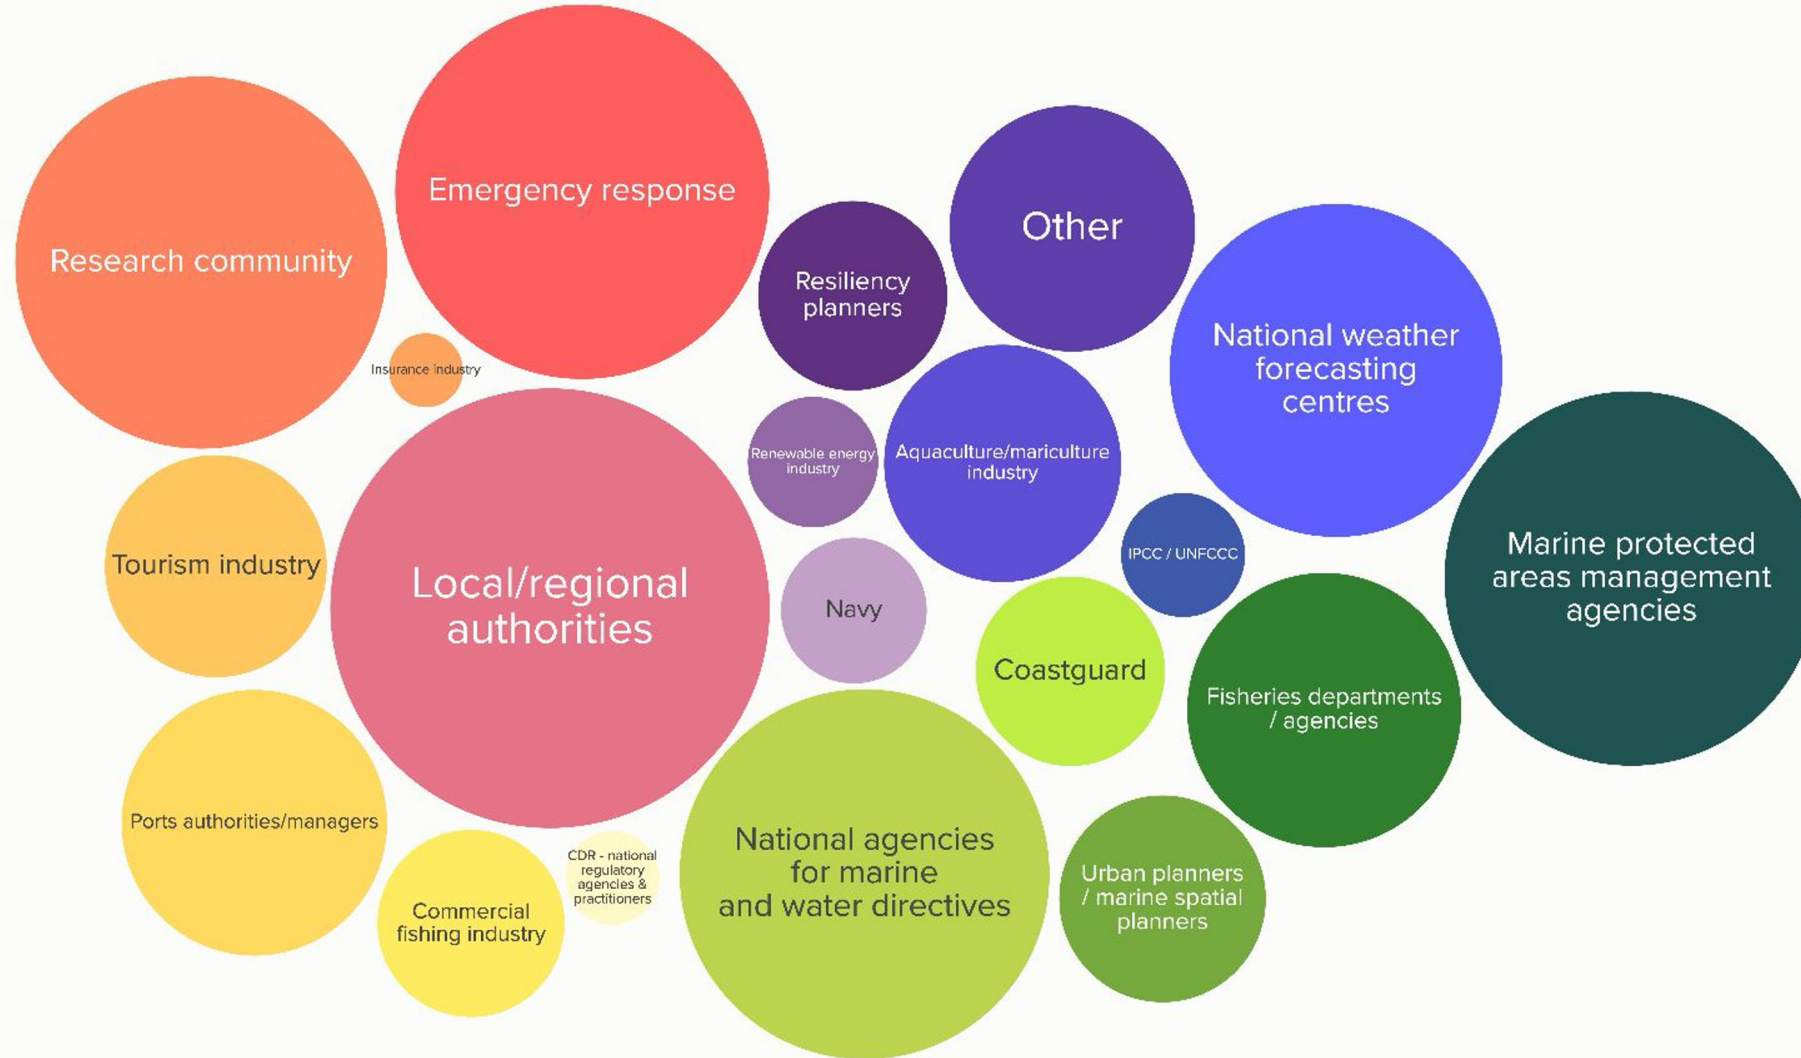 Research community
Emergency response
Insurance industry
Resiliency
planners
Other
National weather
forecasting
centres
Renewable energy
industry
Aquaculture/mariculture
industry
IPCC / UNFCCC
Marine protected
areas management
agencies
Tourism industry
Local/regional
authorities
Navy
Coastguard
Fisheries departments
/ agencies
Ports authorities/managers
Commercial
fishing industry
CDR - national
regulatory
agencies &
practitioners
National agencies
for marine
and water directives
Urban planners
/ marine spatial
planners